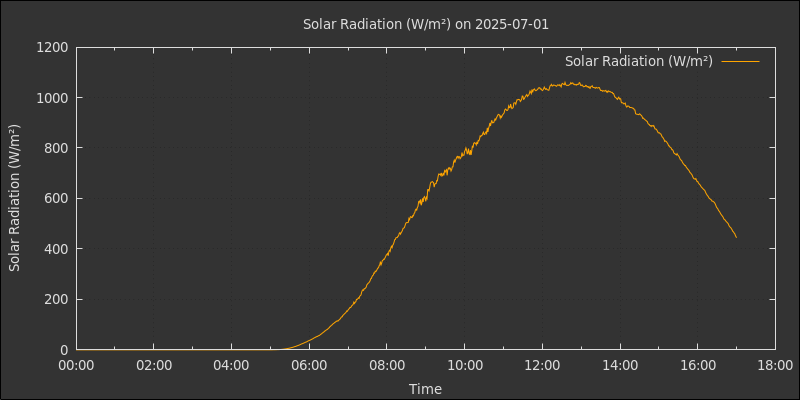 Solar Radiation (W/m²) on 2025-07-01
Solar Radiation (W/m²)
Solar Radiation (W/m²)
1200
1000
800
600
400
200
0
00:00 02:00 04:00 06:00 08:00 10:00 12:00 14:00 16:00 18:00
Time